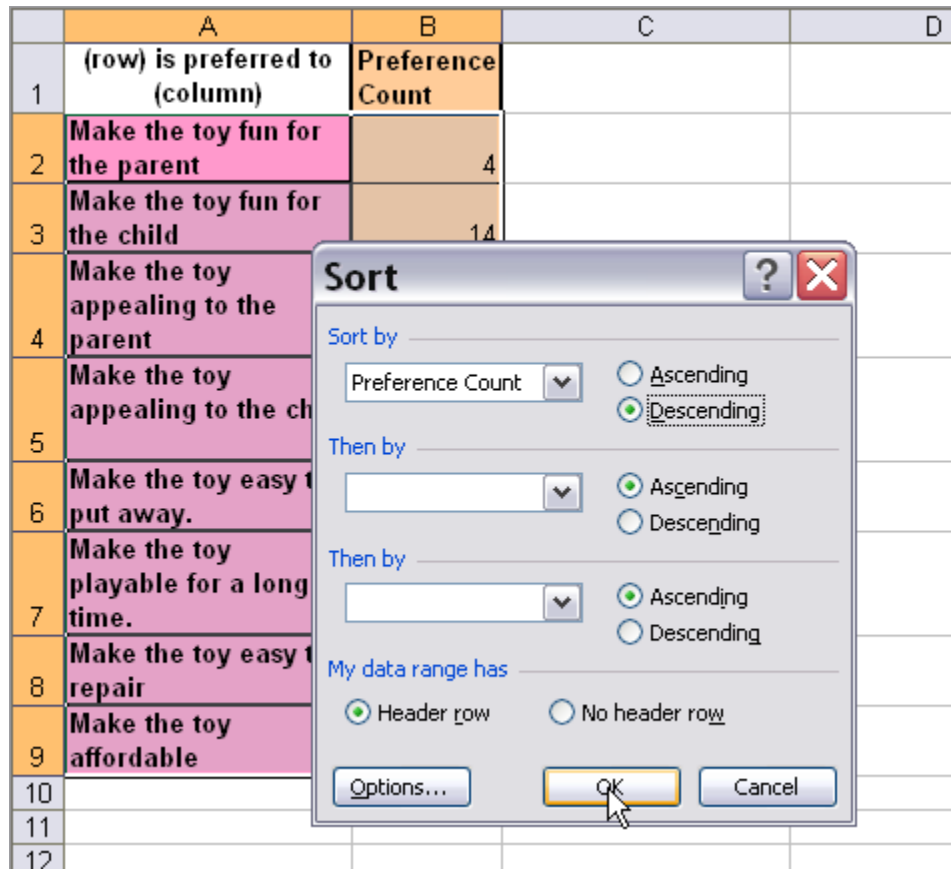 A B C D
1 (row) is preferred to (column) Preference Count
2 Make the toy fun for the parent 4
3 Make the toy fun for the child 14
4 Make the toy appealing to the parent
5 Make the toy appealing to the ch
6 Make the toy easy t put away.
7 Make the toy playable for a long time.
8 Make the toy easy t repair
9 Make the toy affordable
10
11
12
Sort
?
Sort by
Preference Count
Ascending
Descending
Then by
Ascending
Descending
Then by
Ascending
Descending
My data range has
Header row No header row
Options... OK Cancel